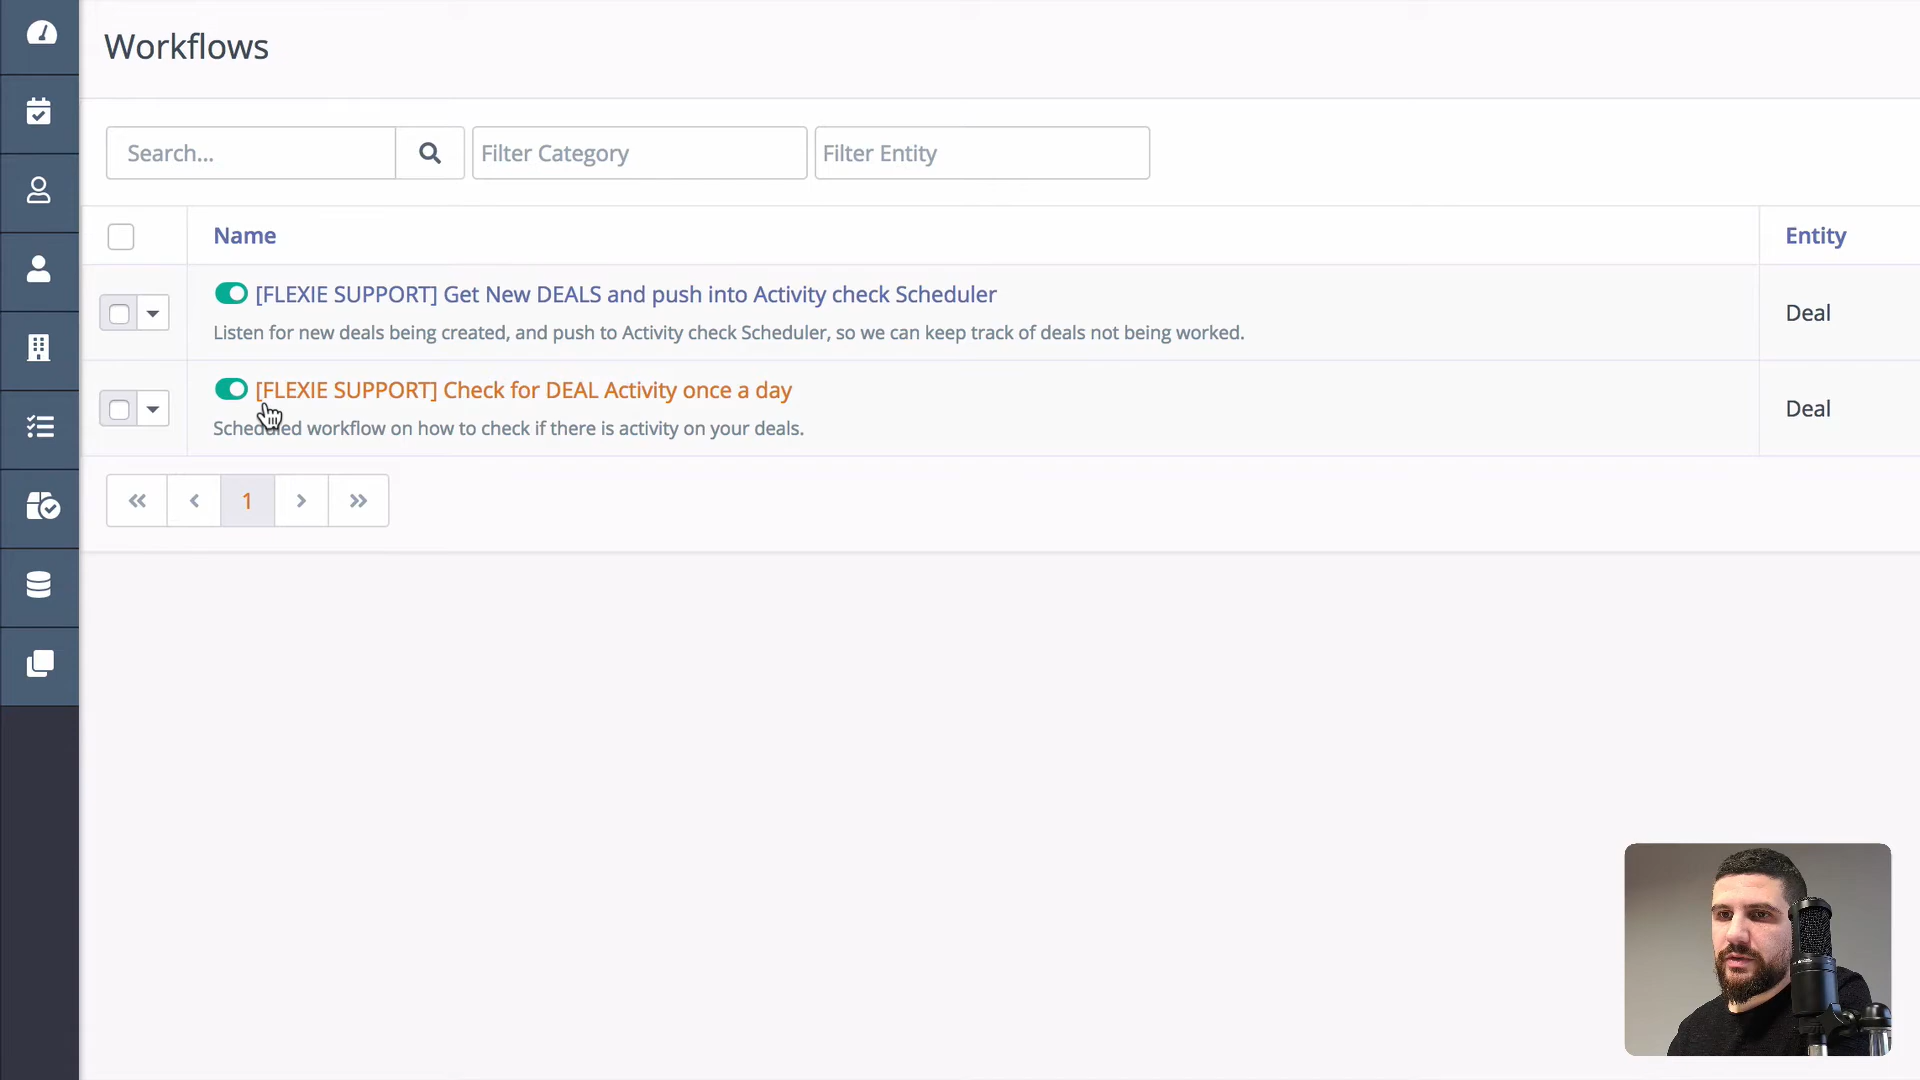 Workflows
Search...
Filter Category
Filter Entity
Name
Entity
[FLEXIE SUPPORT] Get New DEALS and push into Activity check Scheduler
Listen for new deals being created, and push to Activity check Scheduler, so we can keep track of deals not being worked.
Deal
[FLEXIE SUPPORT] Check for DEAL Activity once a day
Scheduled workflow on how to check if there is activity on your deals.
Deal
« ‹ 1 › »